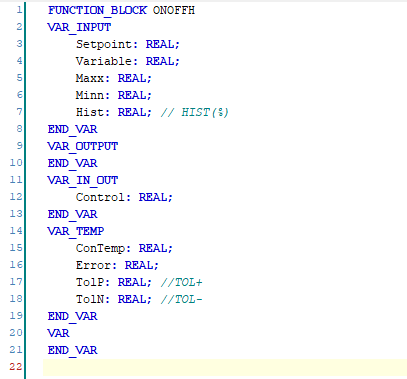 1 FUNCTION_BLOCK ONOFFH
2 VAR_INPUT
3 Setpoint: REAL;
4 Variable: REAL;
5 Maxx: REAL;
6 Minn: REAL;
7 Hist: REAL; // HIST(%)
8 END_VAR
9 VAR_OUTPUT
10 END_VAR
11 VAR_IN_OUT
12 Control: REAL;
13 END_VAR
14 VAR_TEMP
15 ConTemp: REAL;
16 Error: REAL;
17 TolP: REAL; //TOL+
18 TolN: REAL; //TOL-
19 END_VAR
20 VAR
21 END_VAR
22